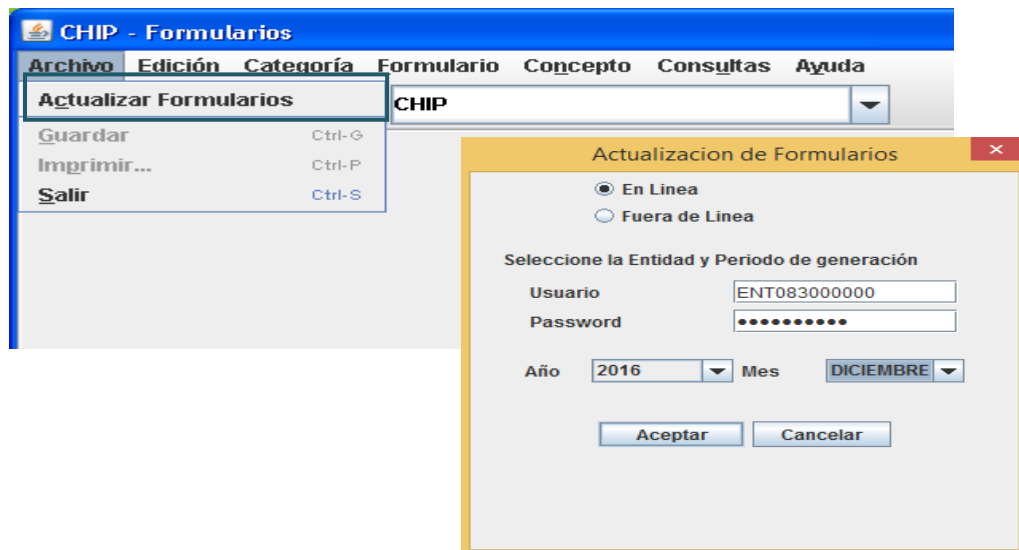 CHIP - Formularios
Archivo Edición Categoría Formulario Concepto Consultas Ayuda
Actualizar Formularios
CHIP
Guardar Ctrl-G
Imprimir... Ctrl-P
Salir Ctrl-S
Actualizacion de Formularios
En Linea
Fuera de Linea
Seleccione la Entidad y Periodo de generación
Usuario ENT083000000
Password ●●●●●●●●●●
Año 2016 Mes DICIEMBRE
Aceptar Cancelar